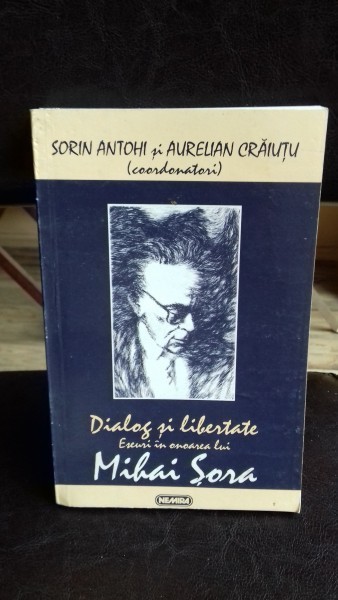 SORIN ANTOHI și AURELIAN CRĂIUȚU
(coordonatori)
Dialog și libertate
Eseuri în onoarea lui
Mihai Șora
NEMIRA